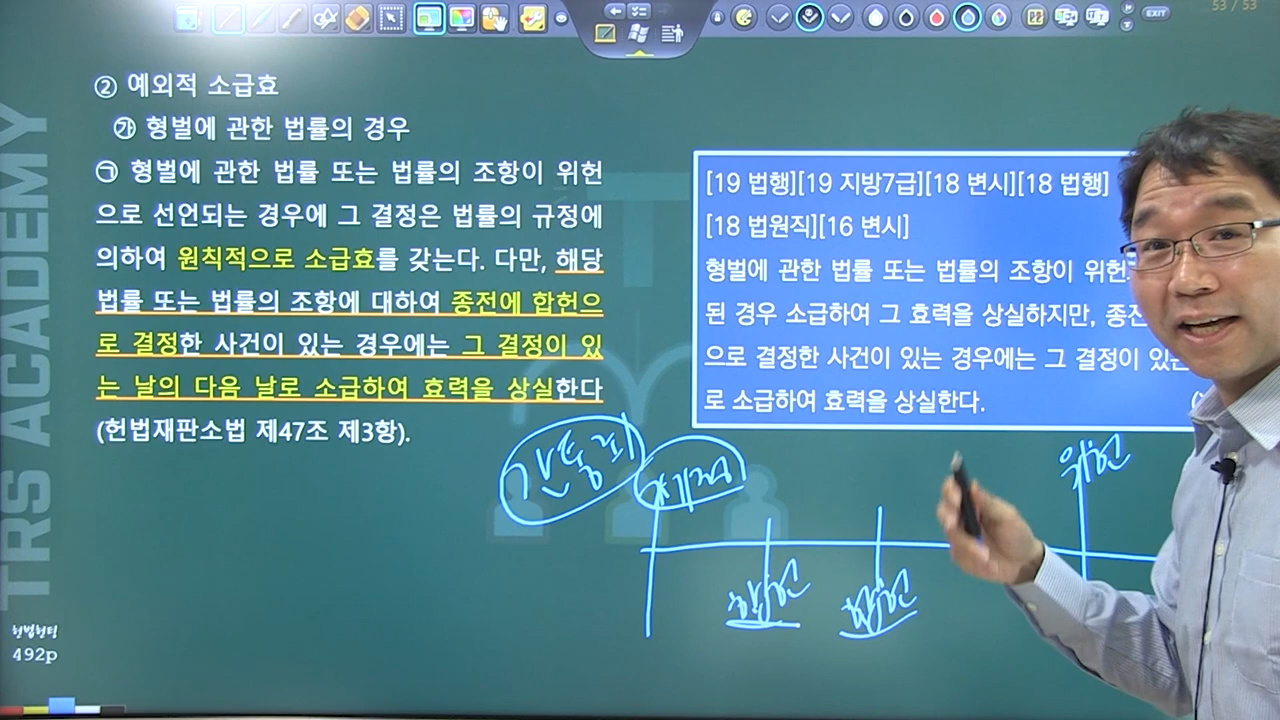 53 / 53
EXIT
② 예외적 소급효
㉮ 형벌에 관한 법률의 경우
㉠ 형벌에 관한 법률 또는 법률의 조항이 위헌
으로 선언되는 경우에 그 결정은 법률의 규정에
의하여 원칙적으로 소급효를 갖는다. 다만, 해당
법률 또는 법률의 조항에 대하여 종전에 합헌으
로 결정한 사건이 있는 경우에는 그 결정이 있
는 날의 다음 날로 소급하여 효력을 상실한다
(헌법재판소법 제47조 제3항).
[19 법행][19 지방7급][18 변시][18 법행]
[18 법원직][16 변시]
형벌에 관한 법률 또는 법률의 조항이 위헌
된 경우 소급하여 그 효력을 상실하지만, 종전
으로 결정한 사건이 있는 경우에는 그 결정이 있는
로 소급하여 효력을 상실한다.
간통죄
제정
위헌
합헌
합헌
TRS ACADEMY
헌법헌팅
492p